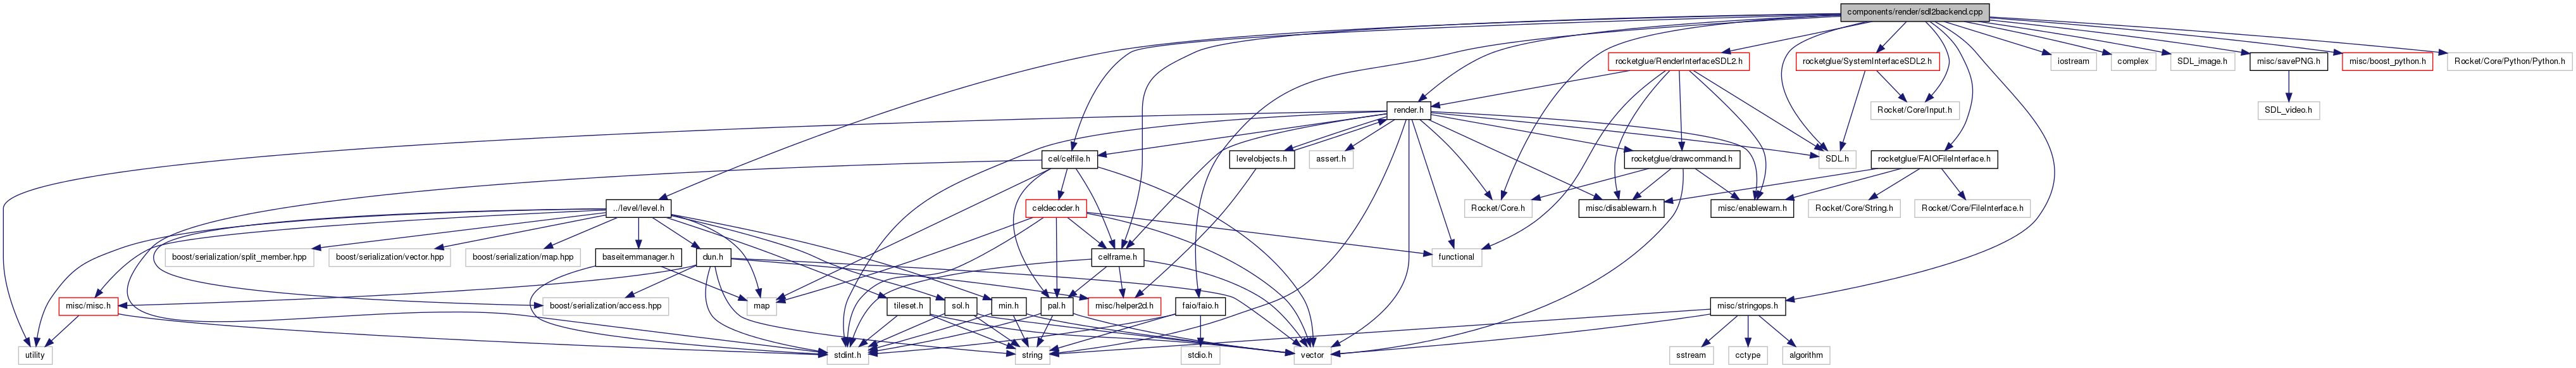 components/render/sdl2backend.cpp
rocketglue/RenderInterfaceSDL2.h
rocketglue/SystemInterfaceSDL2.h
iostream
complex
SDL_image.h
misc/savePNG.h
misc/boost_python.h
Rocket/Core/Python/Python.h
render.h
Rocket/Core/Input.h
SDL_video.h
cel/celfile.h
levelobjects.h
assert.h
rocketglue/drawcommand.h
SDL.h
rocketglue/FAIOFileInterface.h
../level/level.h
celdecoder.h
Rocket/Core.h
misc/disablewarn.h
misc/enablewarn.h
Rocket/Core/String.h
Rocket/Core/FileInterface.h
boost/serialization/split_member.hpp
boost/serialization/vector.hpp
boost/serialization/map.hpp
baseitemmanager.h
dun.h
celframe.h
functional
misc/misc.h
boost/serialization/access.hpp
map
tileset.h
sol.h
min.h
pal.h
misc/helper2d.h
faio/faio.h
misc/stringops.h
utility
stdint.h
string
stdio.h
vector
sstream
cctype
algorithm